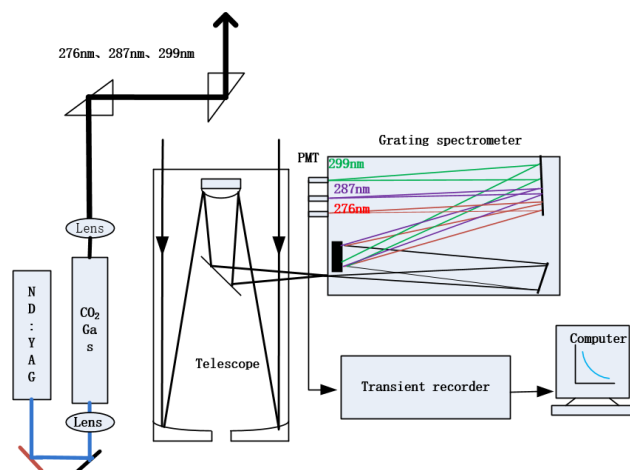 276nm、287nm、299nm
Grating spectrometer
PMT
299nm
287nm
276nm
Lens
ND:YAG
CO2
Gas
Lens
Telescope
Transient recorder
Computer